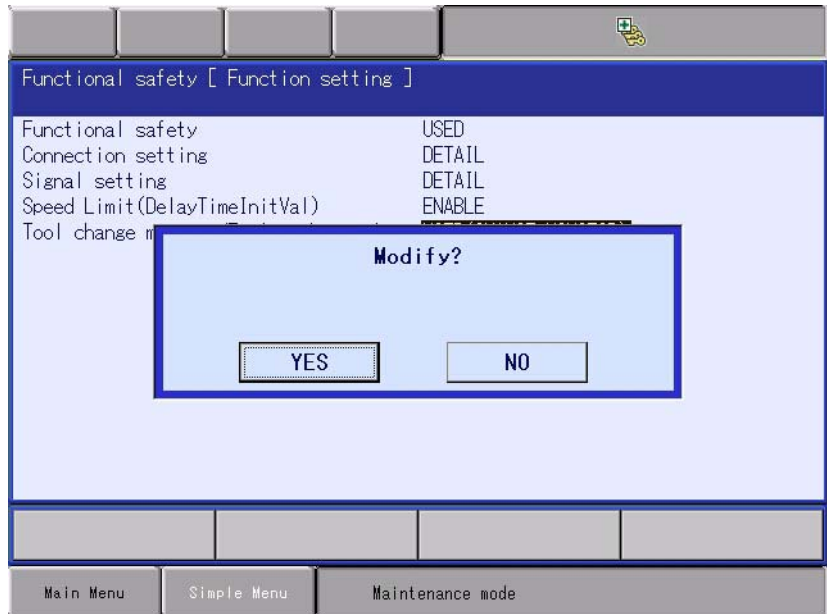 Functional safety [ Function setting ]
Functional safety USED
Connection setting DETAIL
Signal setting DETAIL
Speed Limit(DelayTimeInitVal) ENABLE
Tool change
Modify?
YES NO
Main Menu Simple Menu Maintenance mode